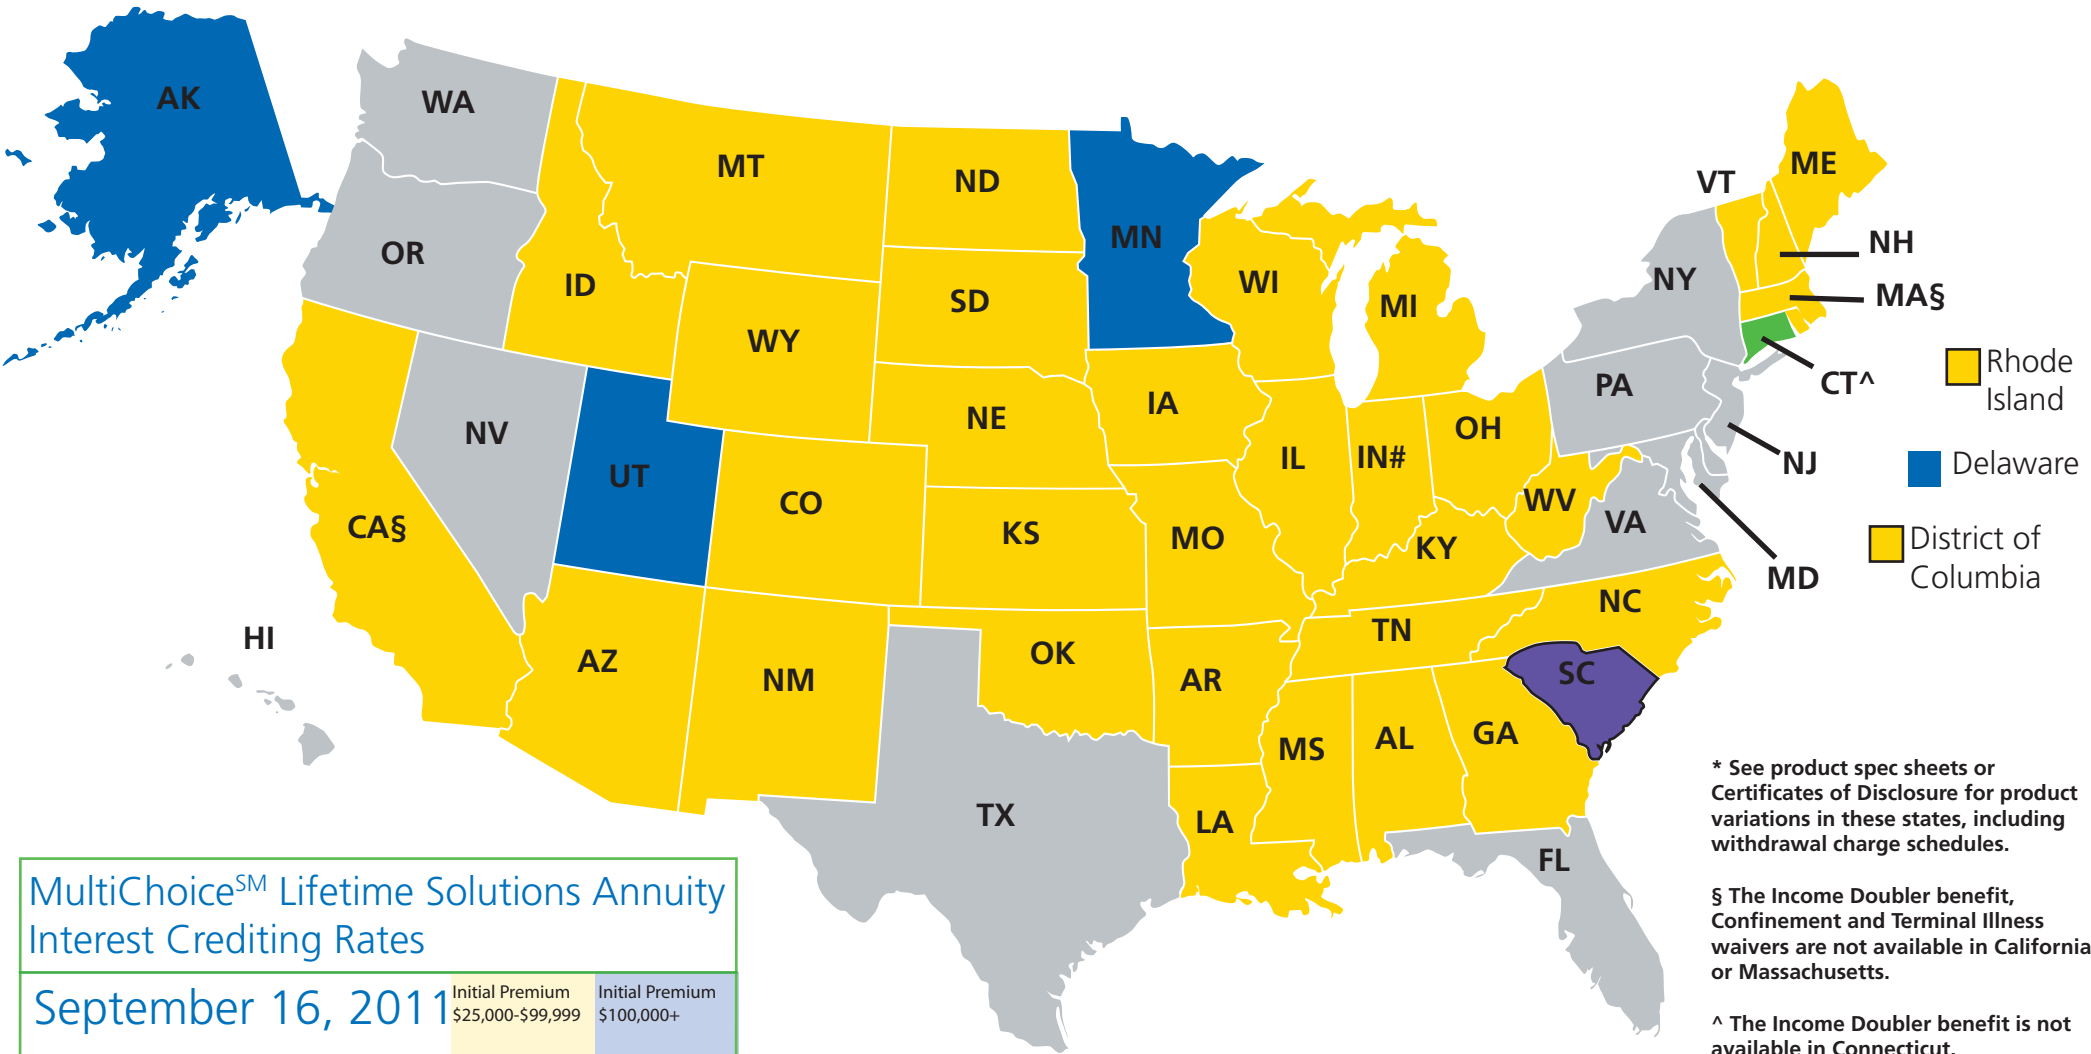 AK
WA
MT
ND
MN
VT
ME
OR
ID
SD
WI
MI
NY
NH
MA§
WY
NE
IA
PA
CT^
Rhode
Island
NV
UT
CO
KS
MO
IL
IN#
OH
WV
VA
NJ
Delaware
CA§
KY
MD
District of
Columbia
HI
AZ
NM
OK
AR
TN
NC
SC
MS
AL
GA
TX
LA
FL
* See product spec sheets or
Certificates of Disclosure for product
variations in these states, including
withdrawal charge schedules.
§ The Income Doubler benefit,
Confinement and Terminal Illness
waivers are not available in California
or Massachusetts.
^ The Income Doubler benefit is not
available in Connecticut.
MultiChoiceSM Lifetime Solutions Annuity
Interest Crediting Rates
September 16, 2011
Initial Premium
$25,000-$99,999
Initial Premium
$100,000+